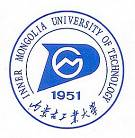 INNER MONGOLIA UNIVERSITY OF TECHNOLOGY
1951
内蒙古工业大学